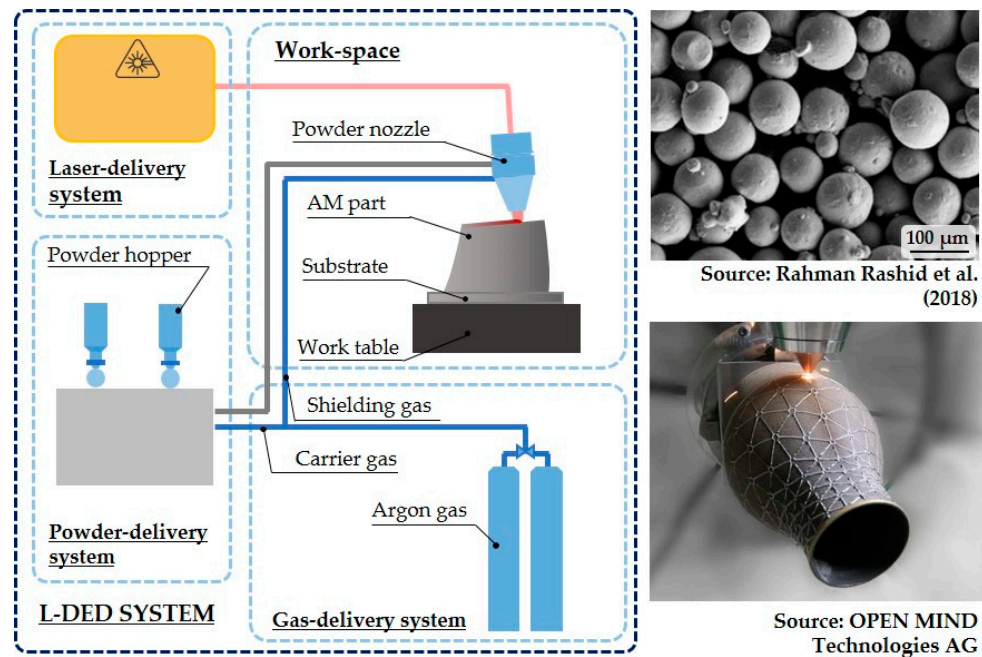 Laser-delivery
system
Work-space
Powder nozzle
AM part
Substrate
Work table
Powder hopper
Powder-delivery
system
Shielding gas
Carrier gas
Argon gas
L-DED SYSTEM
Gas-delivery system
100 µm
Source: Rahman Rashid et al.
(2018)
Source: OPEN MIND
Technologies AG